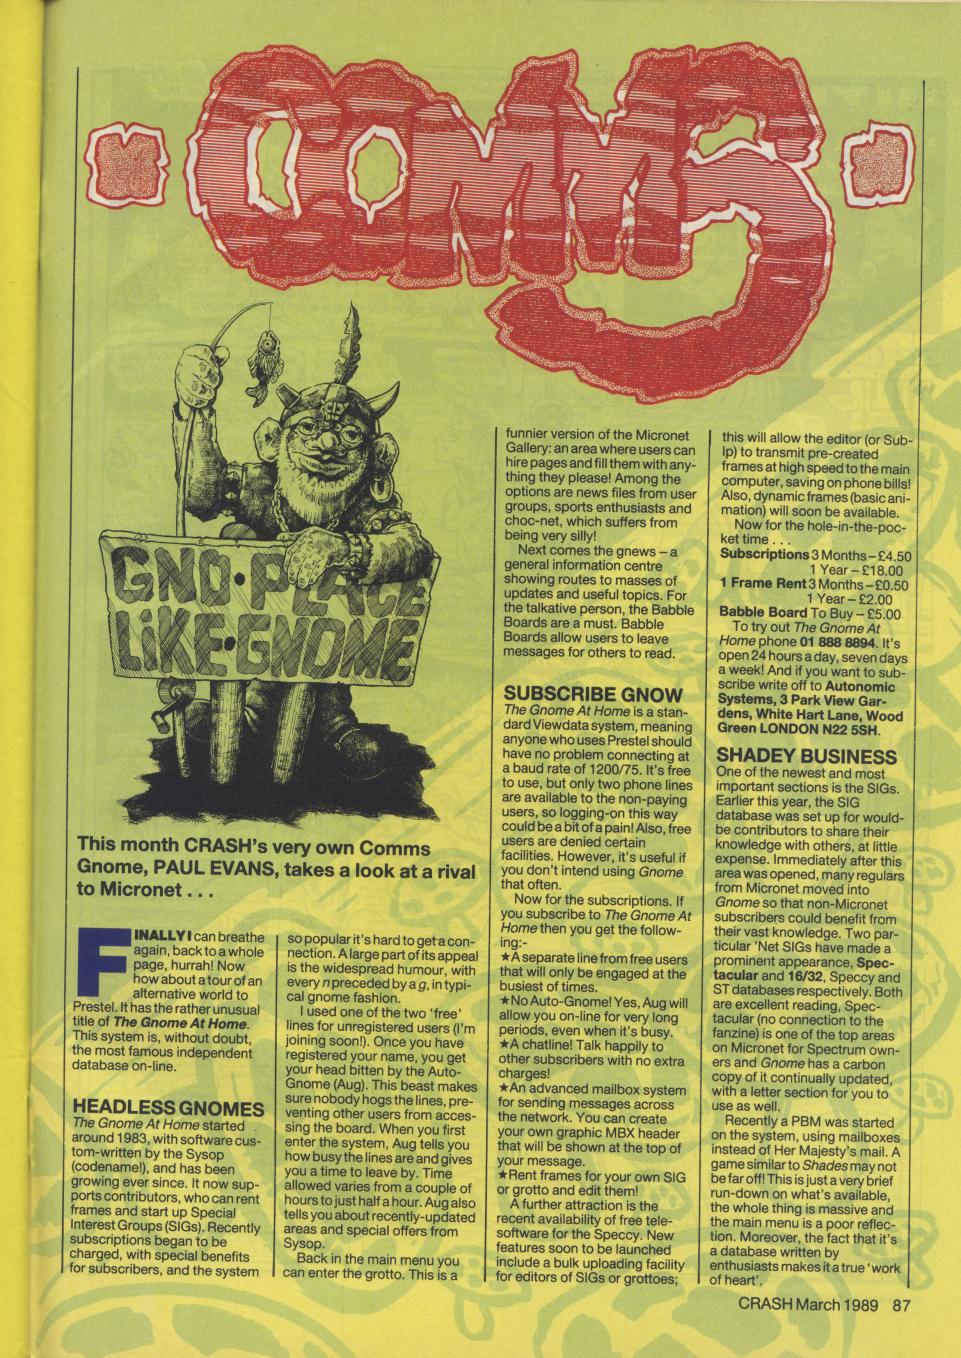 COMMS
GNO·PLACE
LiKE·GNOME
This month CRASH's very own Comms
Gnome, PAUL EVANS, takes a look at a rival
to Micronet . . .
FINALLY I can breathe
again, back to a whole
page, hurrah! Now
how about a tour of an
alternative world to
Prestel. It has the rather unusual
title of The Gnome At Home.
This system is, without doubt,
the most famous independent
database on-line.
HEADLESS GNOMES
The Gnome At Home started
around 1983, with software cus-
tom-written by the Sysop
(codename!), and has been
growing ever since. It now sup-
ports contributors, who can rent
frames and start up Special
Interest Groups (SIGs). Recently
subscriptions began to be
charged, with special benefits
for subscribers, and the system
so popular it's hard to get a con-
nection. A large part of its appeal
is the widespread humour, with
every n preceded by a g, in typi-
cal gnome fashion.
I used one of the two 'free'
lines for unregistered users (I'm
joining soon!). Once you have
registered your name, you get
your head bitten by the Auto-
Gnome (Aug). This beast makes
sure nobody hogs the lines, pre-
venting other users from acces-
sing the board. When you first
enter the system, Aug tells you
how busy the lines are and gives
you a time to leave by. Time
allowed varies from a couple of
hours to just half a hour. Aug also
tells you about recently-updated
areas and special offers from
Sysop.
Back in the main menu you
can enter the grotto. This is a
funnier version of the Micronet
Gallery: an area where users can
hire pages and fill them with any-
thing they please! Among the
options are news files from user
groups, sports enthusiasts and
choc-net, which suffers from
being very silly!
Next comes the gnews – a
general information centre
showing routes to masses of
updates and useful topics. For
the talkative person, the Babble
Boards are a must. Babble
Boards allow users to leave
messages for others to read.
SUBSCRIBE GNOW
The Gnome At Home is a stan-
dard Viewdata system, meaning
anyone who uses Prestel should
have no problem connecting at
a baud rate of 1200/75. It's free
to use, but only two phone lines
are available to the non-paying
users, so logging-on this way
could be a bit of a pain! Also, free
users are denied certain
facilities. However, it's useful if
you don't intend using Gnome
that often.
Now for the subscriptions. If
you subscribe to The Gnome At
Home then you get the follow-
ing:-
★A separate line from free users
that will only be engaged at the
busiest of times.
★No Auto-Gnome! Yes, Aug will
allow you on-line for very long
periods, even when it's busy.
★A chatline! Talk happily to
other subscribers with no extra
charges!
★An advanced mailbox system
for sending messages across
the network. You can create
your own graphic MBX header
that will be shown at the top of
your message.
★Rent frames for your own SIG
or grotto and edit them!
A further attraction is the
recent availability of free tele-
software for the Speccy. New
features soon to be launched
include a bulk uploading facility
for editors of SIGs or grottoes;
this will allow the editor (or Sub-
Ip) to transmit pre-created
frames at high speed to the main
computer, saving on phone bills!
Also, dynamic frames (basic ani-
mation) will soon be available.
Now for the hole-in-the-poc-
ket time . . .
Subscriptions 3 Months – £4.50
1 Year – £18.00
1 Frame Rent 3 Months – £0.50
1 Year – £2.00
Babble Board To Buy – £5.00
To try out The Gnome At
Home phone 01 888 8894. It's
open 24 hours a day, seven days
a week! And if you want to sub-
scribe write off to Autonomic
Systems, 3 Park View Gar-
dens, White Hart Lane, Wood
Green LONDON N22 5SH.
SHADEY BUSINESS
One of the newest and most
important sections is the SIGs.
Earlier this year, the SIG
database was set up for would-
be contributors to share their
knowledge with others, at little
expense. Immediately after this
area was opened, many regulars
from Micronet moved into
Gnome so that non-Micronet
subscribers could benefit from
their vast knowledge. Two par-
ticular 'Net SIGs have made a
prominent appearance, Spec-
tacular and 16/32, Speccy and
ST databases respectively. Both
are excellent reading, Spec-
tacular (no connection to the
fanzine) is one of the top areas
on Micronet for Spectrum own-
ers and Gnome has a carbon
copy of it continually updated,
with a letter section for you to
use as well.
Recently a PBM was started
on the system, using mailboxes
instead of Her Majesty's mail. A
game similar to Shades may not
be far off! This is just a very brief
run-down on what's available,
the whole thing is massive and
the main menu is a poor reflec-
tion. Moreover, the fact that it's
a database written by
enthusiasts makes it a true 'work
of heart'.
CRASH March 1989 87